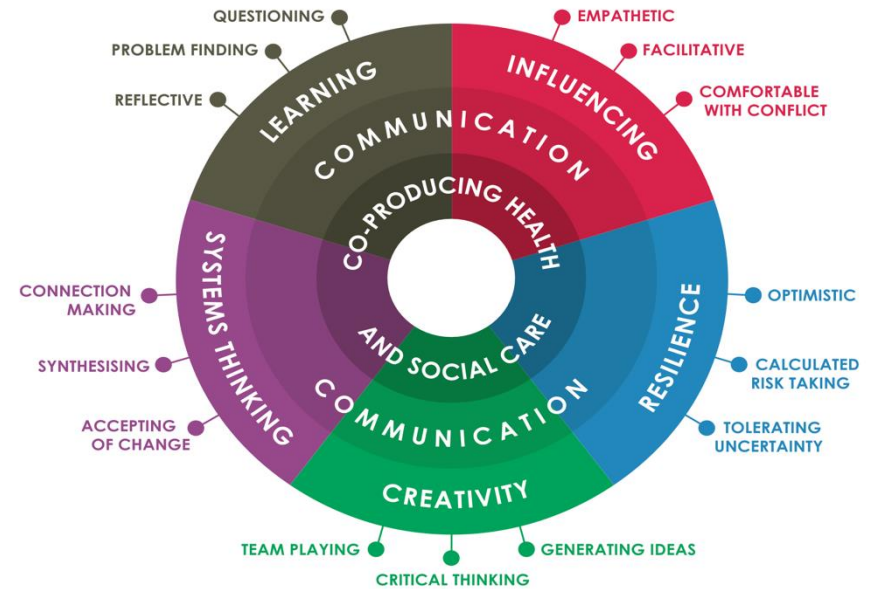 QUESTIONING
PROBLEM FINDING
REFLECTIVE
LEARNING
EMPATHETIC
FACILITATIVE
COMFORTABLE
WITH CONFLICT
INFLUENCING
COMMUNICATION
CO-PRODUCING HEALTH
AND SOCIAL CARE
COMMUNICATION
SYSTEMS THINKING
CONNECTION
MAKING
SYNTHESISING
ACCEPTING
OF CHANGE
RESILIENCE
OPTIMISTIC
CALCULATED
RISK TAKING
TOLERATING
UNCERTAINTY
CREATIVITY
TEAM PLAYING
CRITICAL THINKING
GENERATING IDEAS